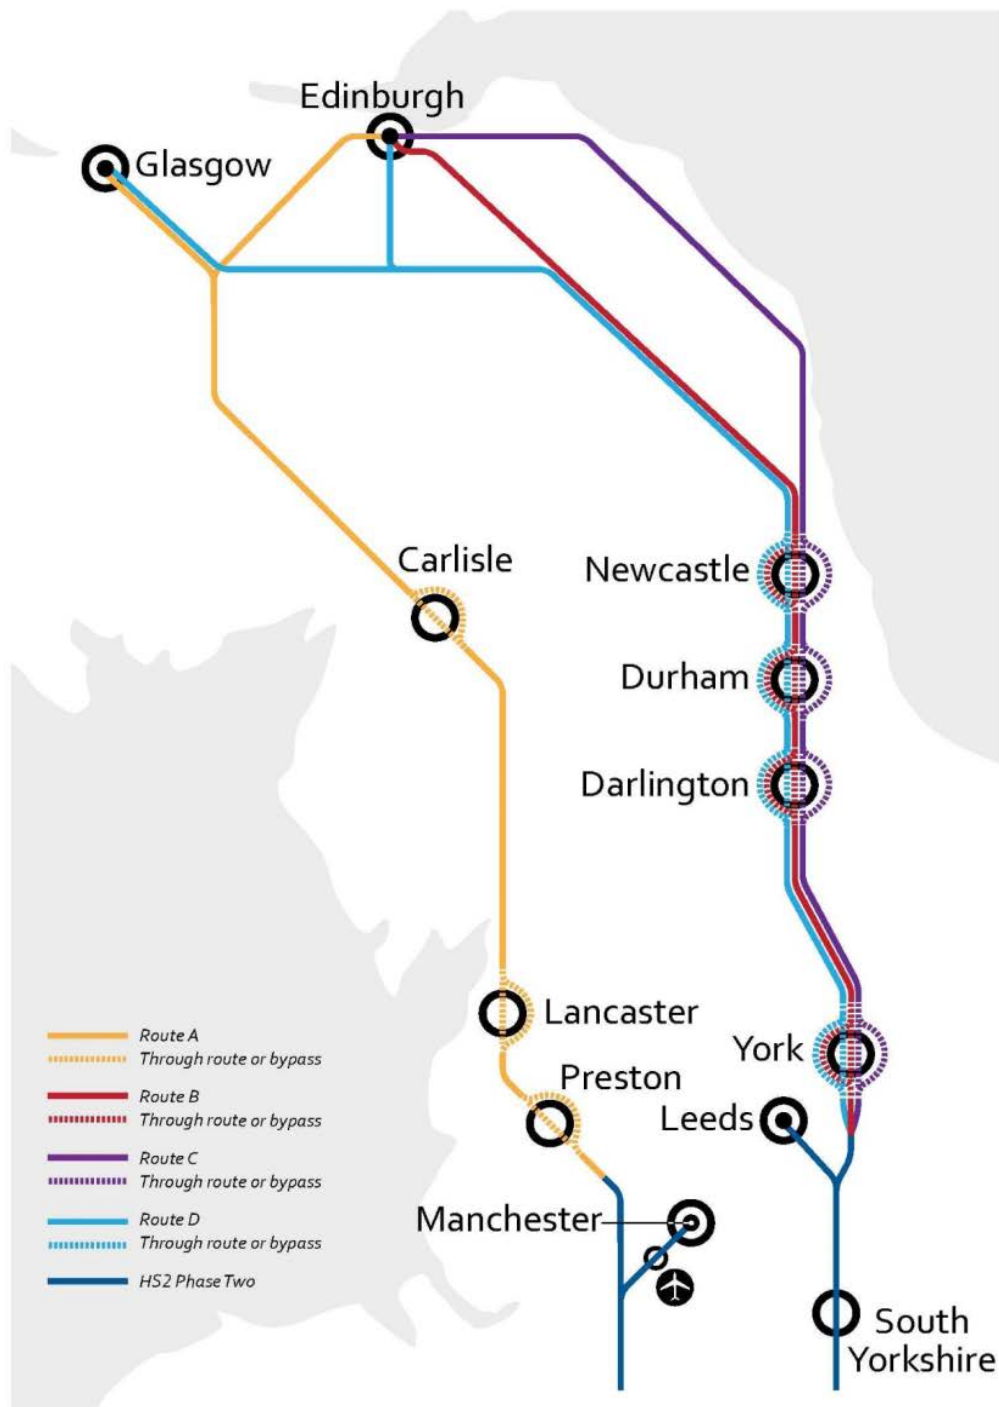 Edinburgh
Glasgow
Carlisle
Newcastle
Durham
Darlington
Lancaster
York
Preston
Leeds
Manchester
South
Yorkshire
Route A
Through route or bypass
Route B
Through route or bypass
Route C
Through route or bypass
Route D
Through route or bypass
HS2 Phase Two